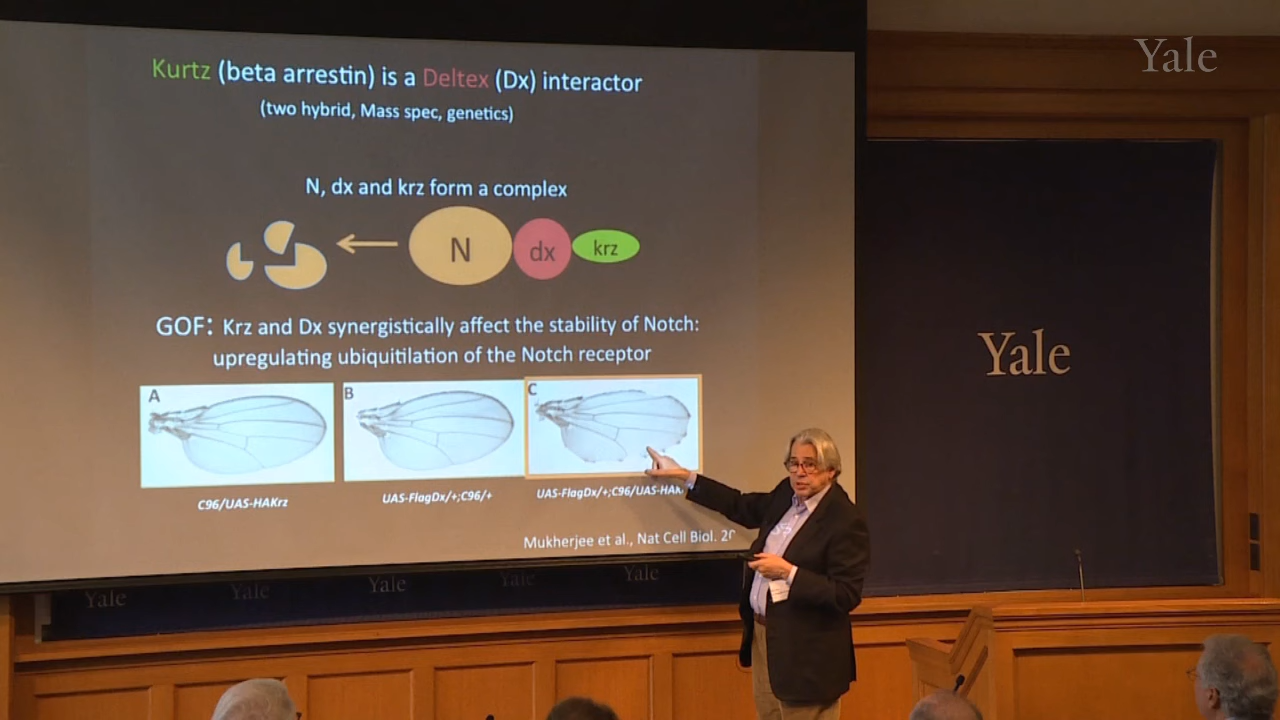 Kurtz (beta arrestin) is a Deltex (Dx) interactor
(two hybrid, Mass spec, genetics)
N, dx and krz form a complex
N dx krz
GOF: Krz and Dx synergistically affect the stability of Notch:
upregulating ubiquitilation of the Notch receptor
A B C
C96/UAS-HAKrz
UAS-FlagDx/+;C96/+
UAS-FlagDx/+;C96/UAS-HAK
Mukherjee et al., Nat Cell Biol.
Yale
Yale
Yale Yale Yale Yale Yale